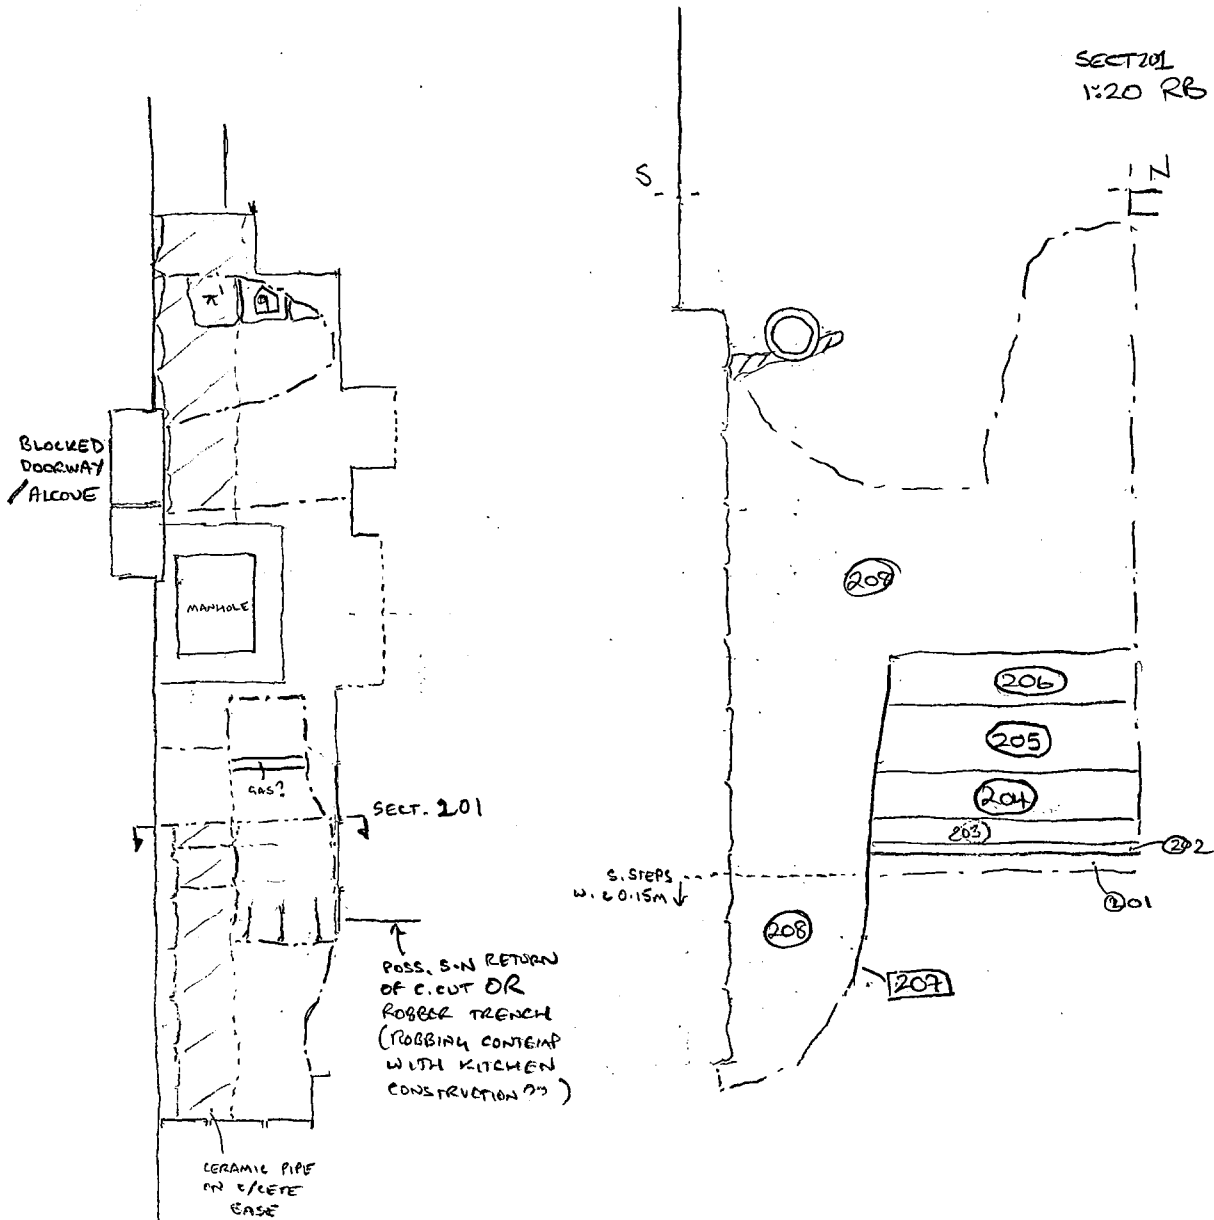 SECT 201
1:20 RB
S
N
BLOCKED
DOORWAY
/ALCOVE
MANHOLE
GAS?
SECT. 201
POSS. S-N RETURN
OF C.CUT OR
ROBBER TRENCH
(ROBBING CONTEMP
WITH KITCHEN
CONSTRUCTION??)
CERAMIC PIPE
ON C/CETE
BASE
208
206
205
204
203
202
201
S. STEPS
W. 0.15M
208
207